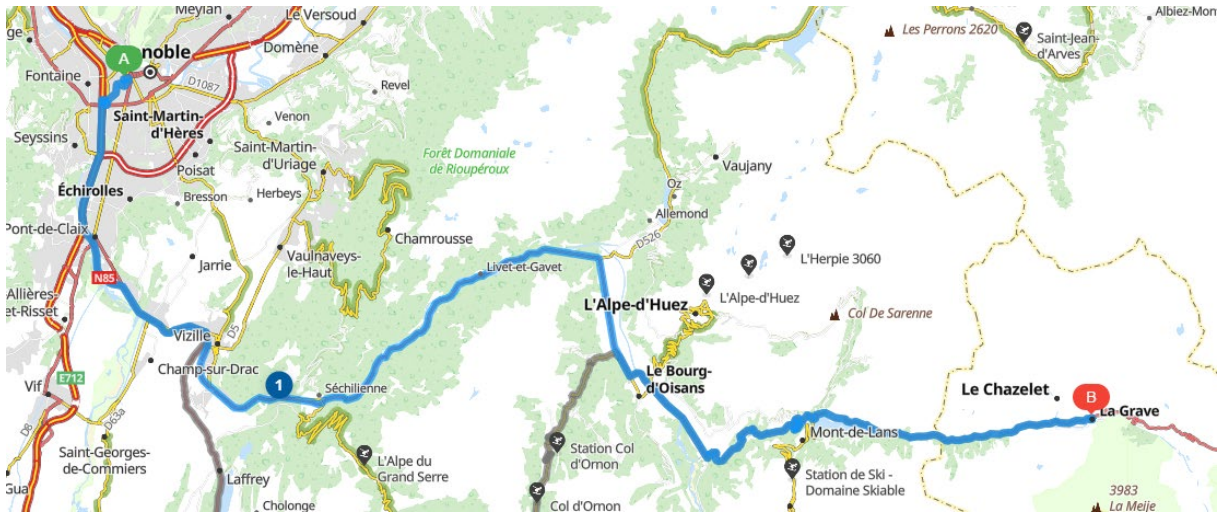 Meylan
Le Versoud
Albiez-Mon
Les Perrons 2620
Saint-Jean-
d'Arves
A
noble
Domène
Fontaine
D1087
Revel
Saint-Martin-
d'Hères
Venon
Seyssins
Poisat
Saint-Martin-
d'Uriage
Forêt Domaniale
de Rioupéroux
Vaujany
Échirolles
Bresson
Herbeys
Oz
Allemond
Pont-de-Claix
Chamrousse
D526
Vaulnaveys-
le-Haut
Jarrie
N85
Livet-et-Gavet
L'Herpie 3060
Allières-
et-Risset
L'Alpe-d'Huez
L'Alpe-d'Huez
Col De Sarenne
Vizille
D5
Champ-sur-Drac
E712
Vif
1
Séchilienne
Le Bourg-
d'Oisans
Le Chazelet
B
La Grave
D8
D63a
Mont-de-Lans
Saint-Georges-
de-Commiers
L'Alpe du
Grand Serre
Station Col
d'Ornon
Station de Ski -
Domaine Skiable
Gua
Laffrey
Cholonge
Col d'Ornon
3983
La Meije